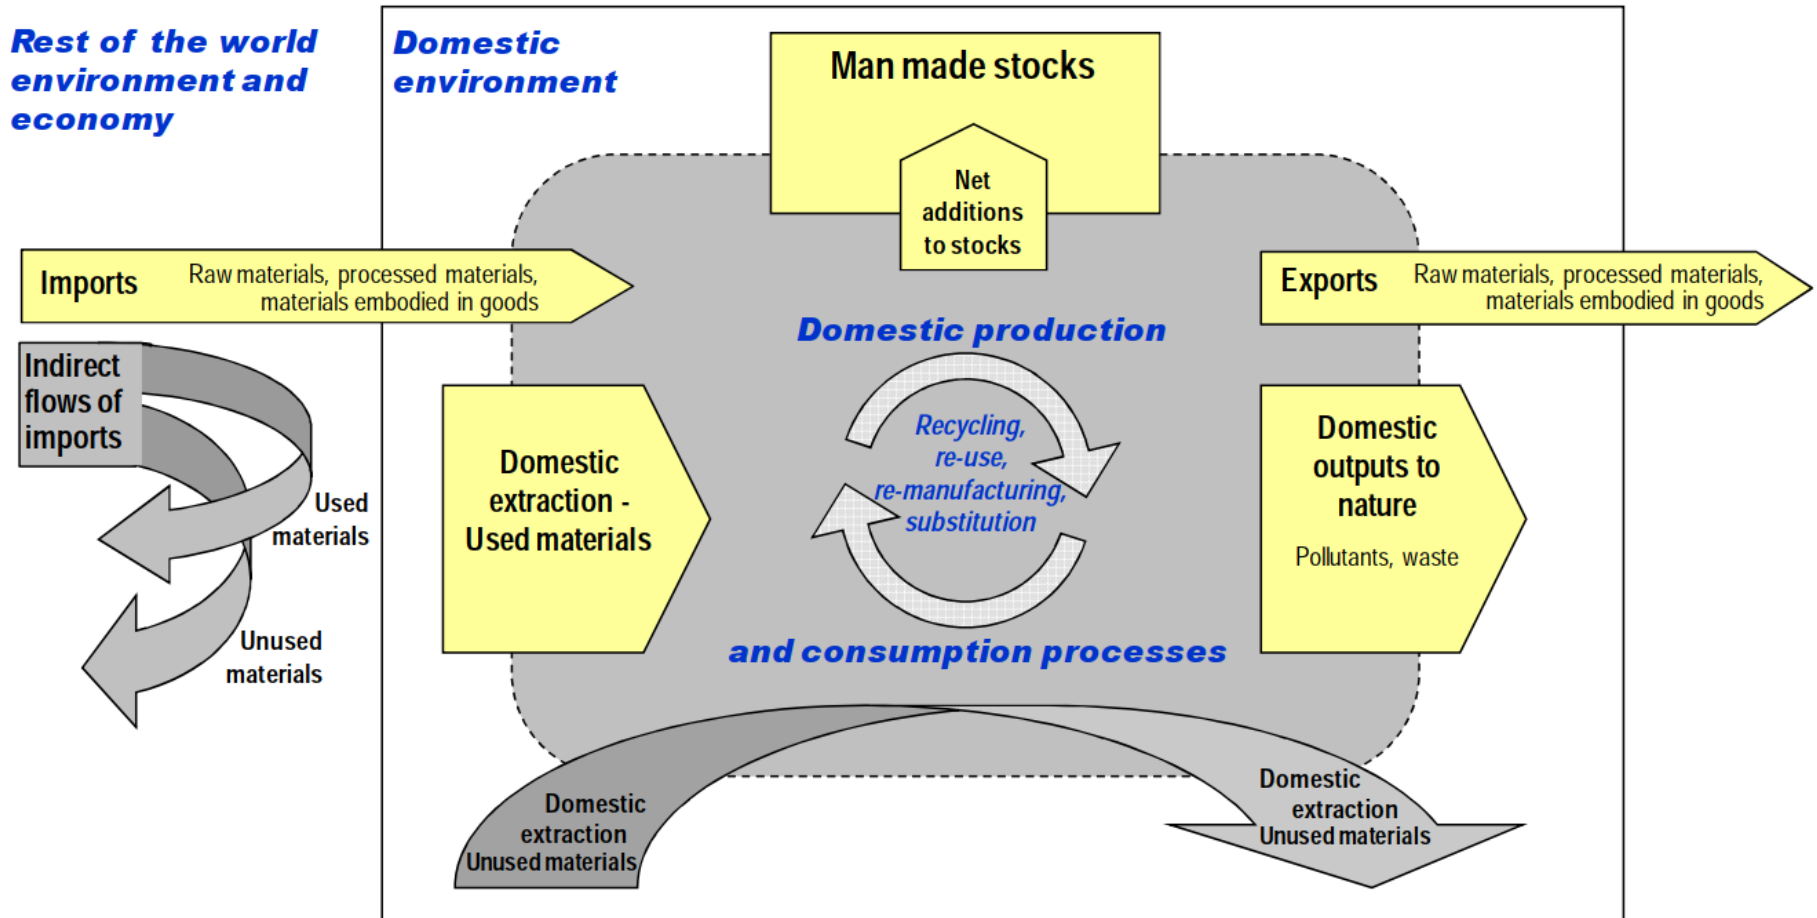 Rest of the world
environment and
economy
Domestic
environment
Man made stocks
Net
additions
to stocks
Imports
Raw materials, processed materials,
materials embodied in goods
Exports
Raw materials, processed materials,
materials embodied in goods
Indirect
flows of
imports
Used
materials
Unused
materials
Domestic
extraction -
Used materials
Domestic production
Recycling,
re-use,
re-manufacturing,
substitution
and consumption processes
Domestic
outputs to
nature
Pollutants, waste
Domestic
extraction
Unused materials
Domestic
extraction
Unused materials